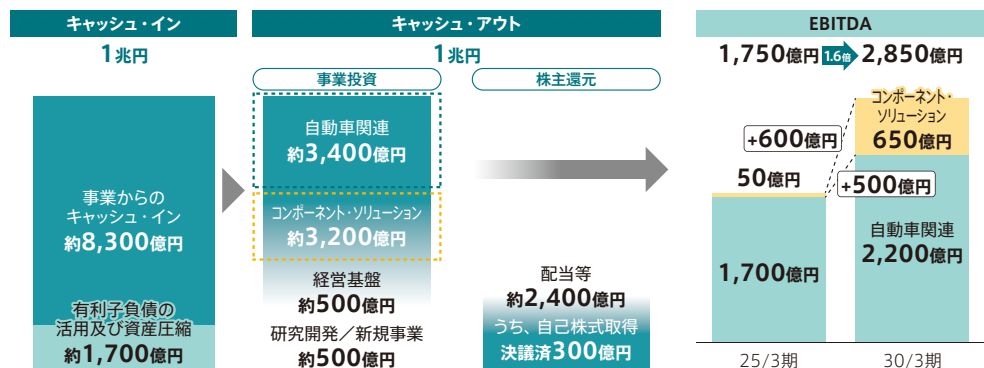 キャッシュ・イン
1兆円
事業からの
キャッシュ・イン
約8,300億円
有利子負債の
活用及び資産圧縮
約1,700億円
キャッシュ・アウト
1兆円
事業投資
自動車関連
約3,400億円
コンポーネント・ソリューション
約3,200億円
経営基盤
約500億円
研究開発／新規事業
約500億円
株主還元
配当等
約2,400億円
うち、自己株式取得
決議済300億円
EBITDA
1,750億円 1.6倍 2,850億円
コンポーネント・
ソリューション
650億円
+600億円
50億円
+500億円
自動車関連
2,200億円
1,700億円
25/3期
30/3期